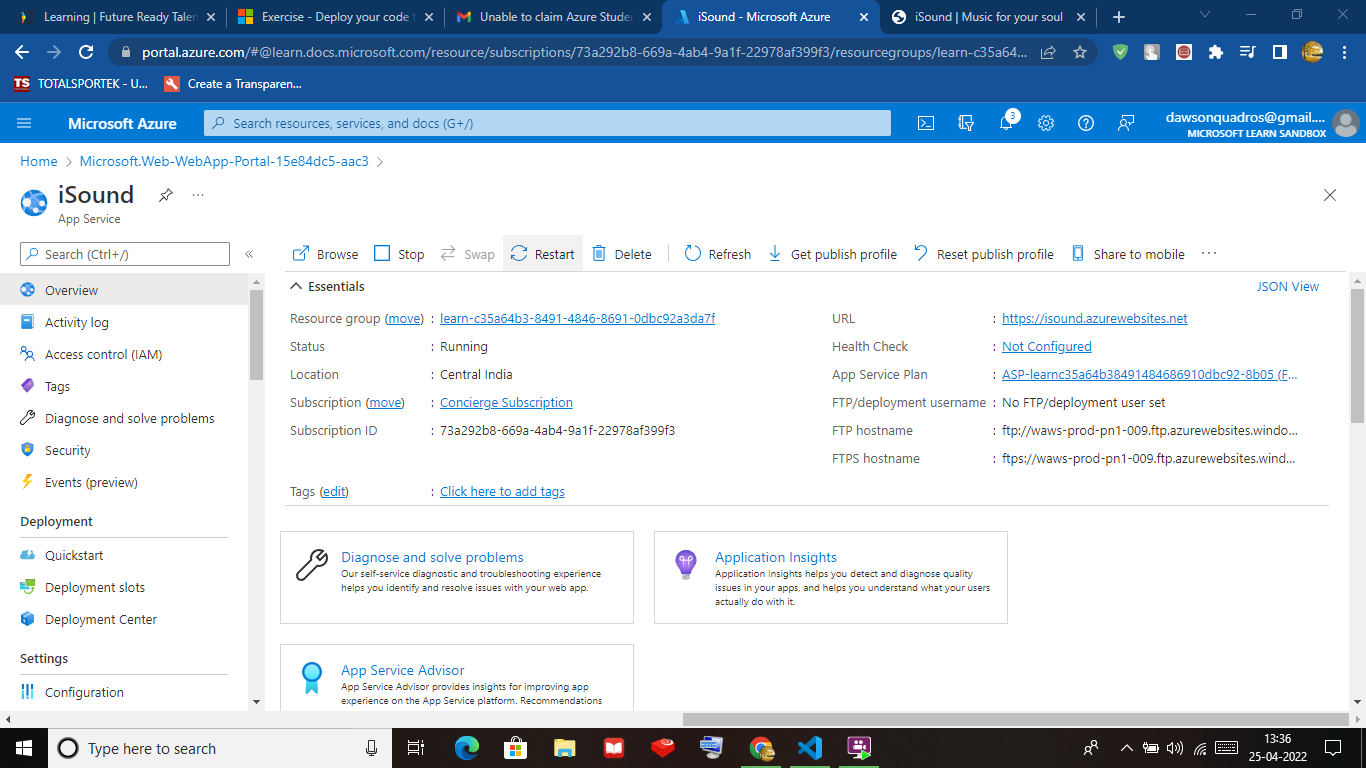 Learning | Future Ready Talen
Exercise - Deploy your code t
Unable to claim Azure Studen
iSound - Microsoft Azure
iSound | Music for your soul
portal.azure.com/#@learn.docs.microsoft.com/resource/subscriptions/73a292b8-669a-4ab4-9a1f-22978af399f3/resourcegroups/learn-c35a64...
TS TOTALSPORTEK - U...
Create a Transparen...
Microsoft Azure
Search resources, services, and docs (G+/)
3
dawsonquadros@gmail....
MICROSOFT LEARN SANDBOX
Home > Microsoft.Web-WebApp-Portal-15e84dc5-aac3 >
iSound ...
App Service
Search (Ctrl+/) «
Browse Stop Swap Restart Delete Refresh Get publish profile Reset publish profile Share to mobile ...
Overview
Activity log
Access control (IAM)
Tags
Diagnose and solve problems
Security
Events (preview)
Deployment
Quickstart
Deployment slots
Deployment Center
Settings
Configuration
Essentials
JSON View
Resource group (move) : learn-c35a64b3-8491-4846-8691-0dbc92a3da7f
Status : Running
Location : Central India
Subscription (move) : Concierge Subscription
Subscription ID : 73a292b8-669a-4ab4-9a1f-22978af399f3
URL : https://isound.azurewebsites.net
Health Check : Not Configured
App Service Plan : ASP-learnc35a64b38491484686910dbc92-8b05 (F...
FTP/deployment username : No FTP/deployment user set
FTP hostname : ftp://waws-prod-pn1-009.ftp.azurewebsites.windo...
FTPS hostname : ftps://waws-prod-pn1-009.ftp.azurewebsites.wind...
Tags (edit) : Click here to add tags
Diagnose and solve problems
Our self-service diagnostic and troubleshooting experience
helps you identify and resolve issues with your web app.
Application Insights
Application Insights helps you detect and diagnose quality
issues in your apps, and helps you understand what your users
actually do with it.
App Service Advisor
App Service Advisor provides insights for improving app
experience on the App Service platform. Recommendations
Type here to search
13:36
25-04-2022